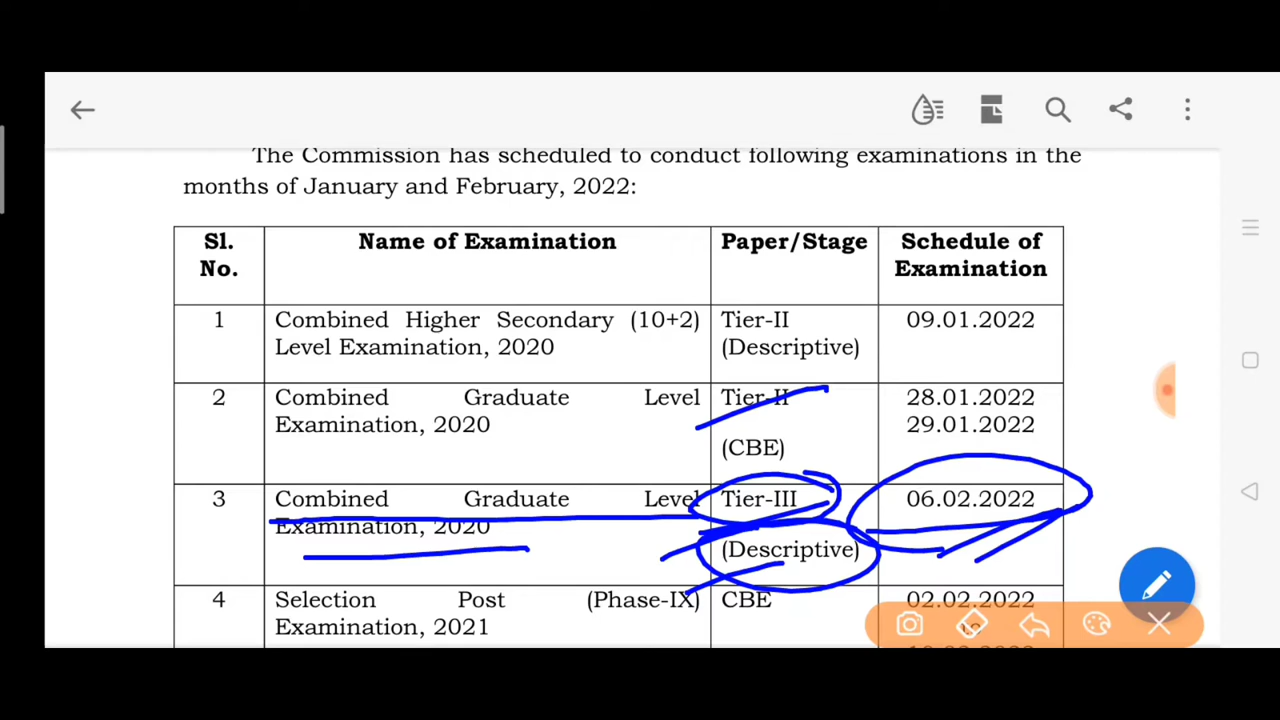 The Commission has scheduled to conduct following examinations in the
months of January and February, 2022:
Sl. No. Name of Examination Paper/Stage Schedule of Examination
1 Combined Higher Secondary (10+2) Tier-II 09.01.2022
Level Examination, 2020 (Descriptive)
2 Combined Graduate Level Tier-II 28.01.2022
Examination, 2020 29.01.2022
(CBE)
3 Combined Graduate Level Tier-III 06.02.2022
Examination, 2020
(Descriptive)
4 Selection Post (Phase-IX) CBE 02.02.2022
Examination, 2021